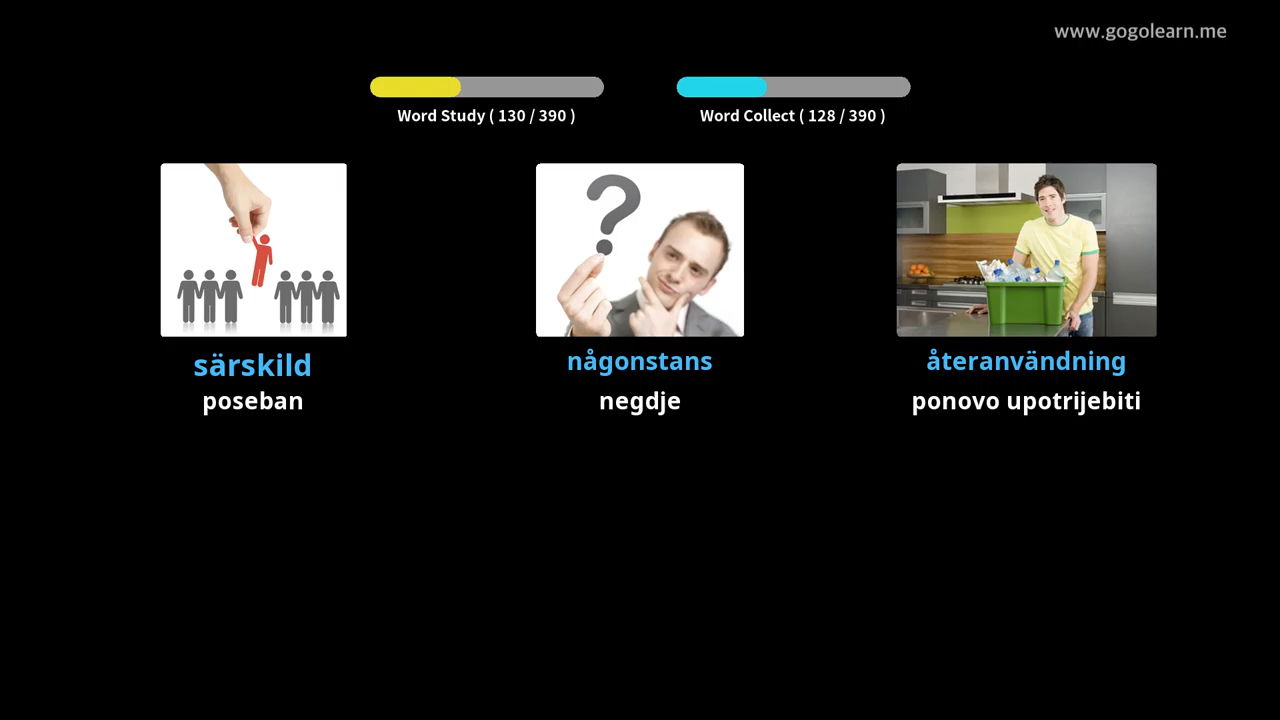 www.gogolearn.me
Word Study ( 130 / 390 )
Word Collect ( 128 / 390 )
särskild
poseban
någonstans
negdje
återanvändning
ponovo upotrijebiti